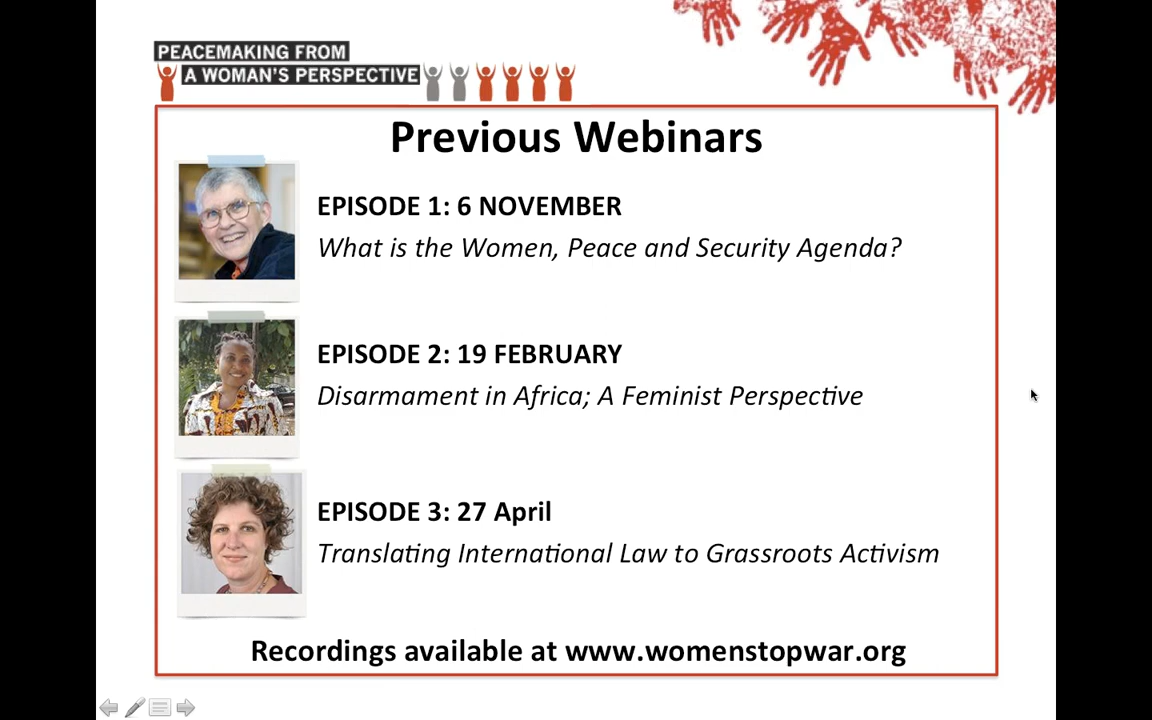 PEACEMAKING FROM
A WOMAN'S PERSPECTIVE
Previous Webinars
EPISODE 1: 6 NOVEMBER
What is the Women, Peace and Security Agenda?
EPISODE 2: 19 FEBRUARY
Disarmament in Africa; A Feminist Perspective
EPISODE 3: 27 April
Translating International Law to Grassroots Activism
Recordings available at www.womenstopwar.org